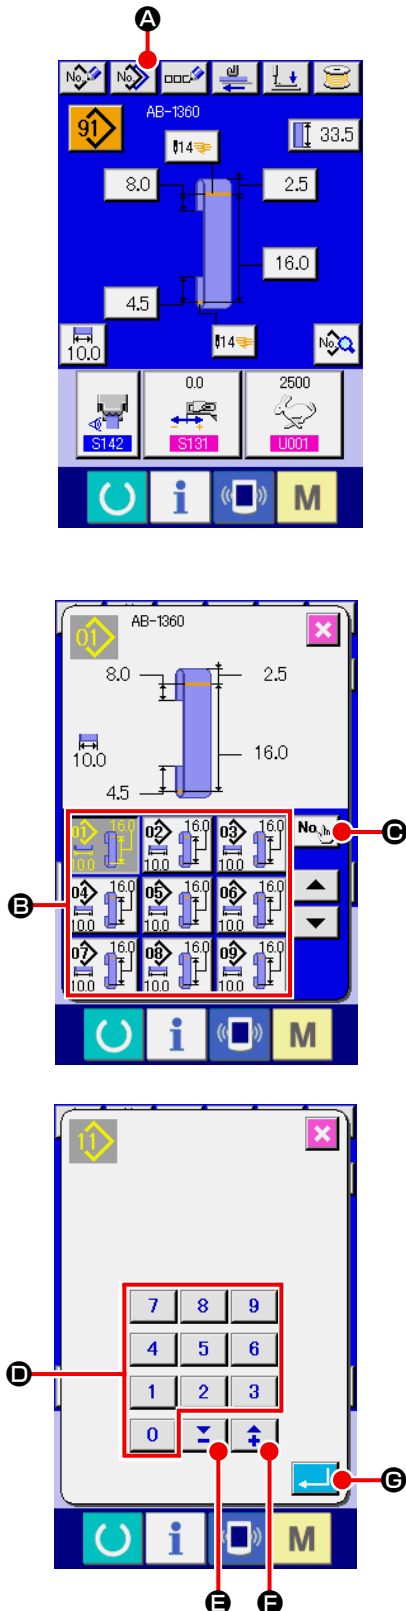 A
No. No.
91 AB-1360
14 33.5
8.0 2.5
16.0
4.5
14
10.0 No.
0.0 2500
S142 S131 U001
i M
01 AB-1360
8.0 2.5
10.0 16.0
4.5
01 16.0 02 16.0 03 16.0 No. C
10.0 10.0 10.0
B
04 16.0 05 16.0 06 16.0
10.0 10.0 10.0
07 16.0 08 16.0 09 16.0
10.0 10.0 10.0
i M
11
7 8 9
4 5 6
D
1 2 3
0 − +
G
i M
E F